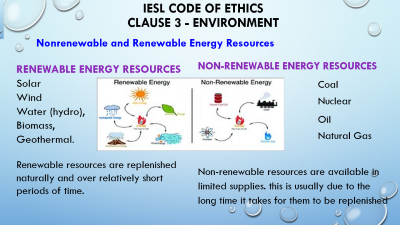 IESL CODE OF ETHICS
CLAUSE 3 - ENVIRONMENT
Nonrenewable and Renewable Energy Resources
RENEWABLE ENERGY RESOURCES
Solar
Wind
Water (hydro),
Biomass,
Geothermal.
Renewable resources are replenished
naturally and over relatively short
periods of time.
Renewable Energy
Non-Renewable Energy
NON-RENEWABLE ENERGY RESOURCES
Coal
Nuclear
Oil
Natural Gas
Non-renewable resources are available in
limited supplies. this is usually due to the
long time it takes for them to be replenished